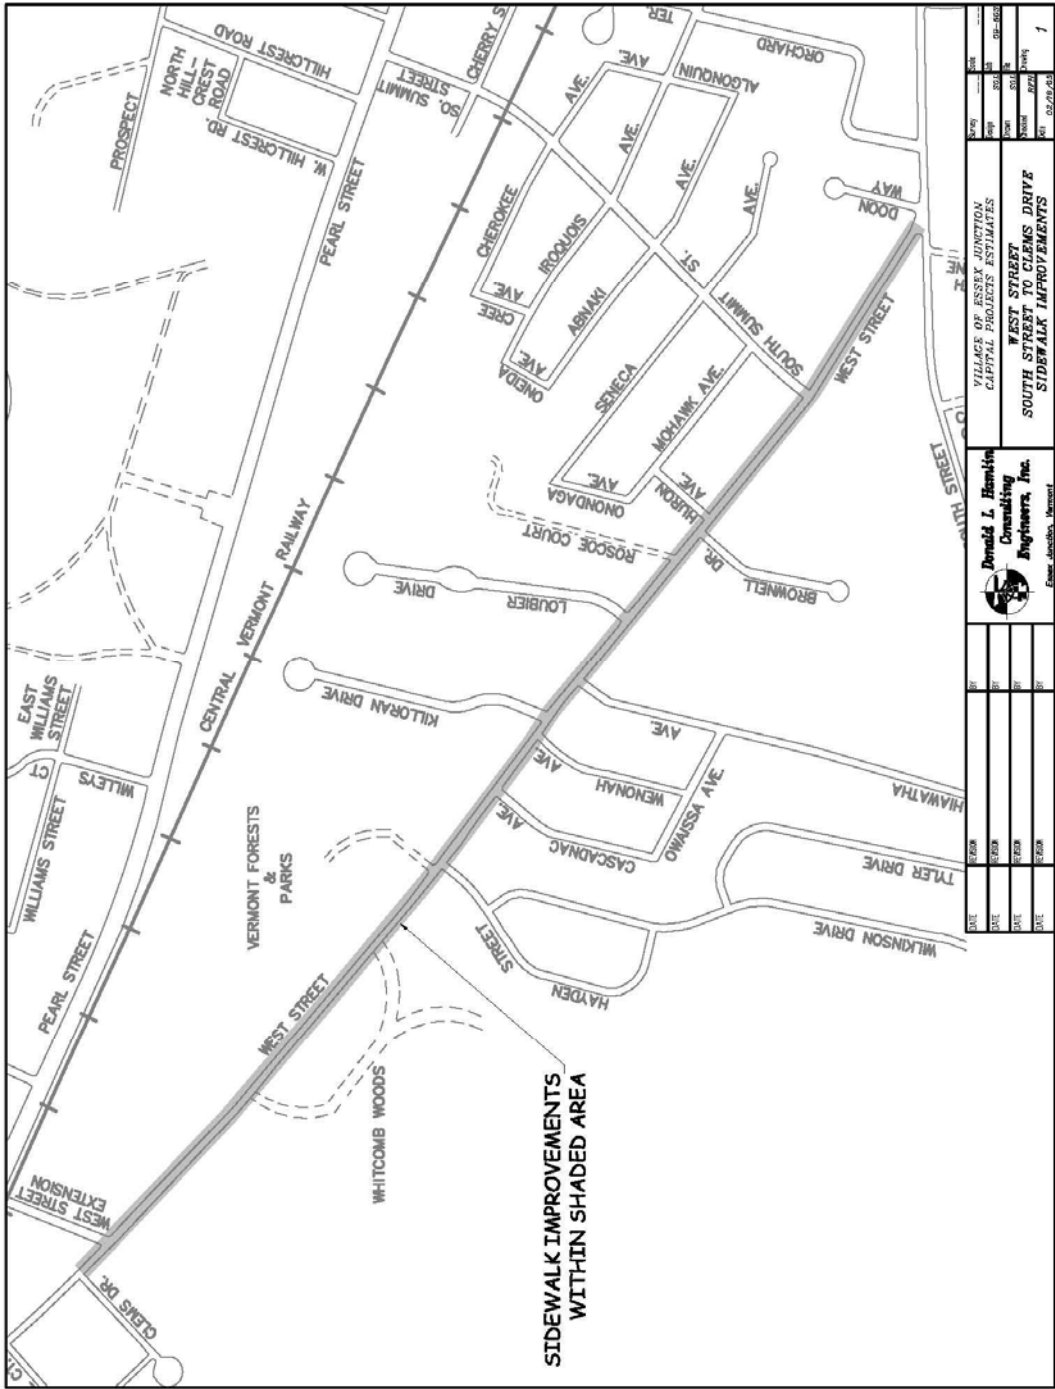 PROSPECT
NORTH
HILL-
CREST
ROAD
HILLCREST ROAD
W. HILLCREST RD.
PEARL STREET
SO. SUMMIT
STREET
CHERRY S
TER.
ORCHARD
ALGONQUIN
AVE.
AVE.
CHEROKEE
AVE.
IROQUOIS
AVE.
ABNAKI
AVE.
CREE
AVE.
ONEIDA
AVE.
SENECA
AVE.
MOHAWK AVE.
ONONDAGA
AVE.
HURON
AVE.
SOUTH SUMMIT
ST.
DOON
WAY
WEST STREET
SOUTH STREET
ROSCOE COURT
BROWNELL
DR.
LOUBIER
DRIVE
KILLORAN DRIVE
CENTRAL
VERMONT
RAILWAY
EAST
WILLIAMS
STREET
WILLEYS
CT
WILLIAMS STREET
PEARL STREET
VERMONT FORESTS
&
PARKS
WENONAH
AVE.
CASCADNAC
AVE.
OWAISSA AVE.
HIAWATHA
AVE.
TYLER DRIVE
WILKINSON DRIVE
HAYDEN
STREET
WEST STREET
WHITCOMB WOODS
WEST STREET
EXTENSION
CLEMS DR.
CT.
SIDEWALK IMPROVEMENTS
WITHIN SHADED AREA
DATE REVISION BY
DATE REVISION BY
DATE REVISION BY
DATE REVISION BY
Donald L. Hamlin
Consulting
Engineers, Inc.
Essex Junction, Vermont
VILLAGE OF ESSEX JUNCTION
CAPITAL PROJECTS ESTIMATES
WEST STREET
SOUTH STREET TO CLEMS DRIVE
SIDEWALK IMPROVEMENTS
Survey
Design
Drawn
Checked
Date
Scale
Job
File
Drawing
1